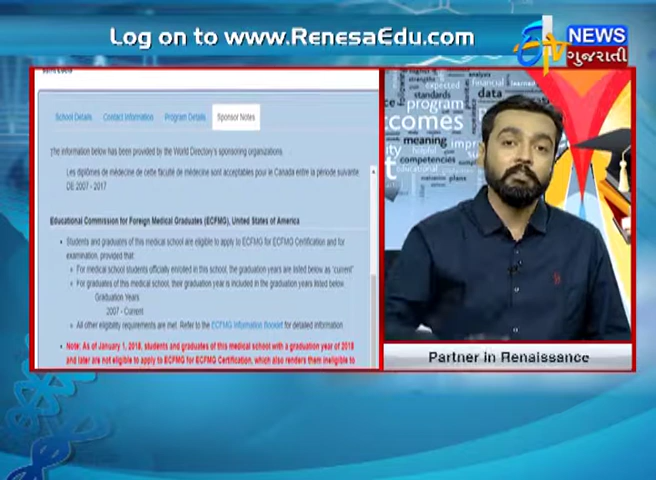 Log on to www.RenesaEdu.com
NEWS
ગુજરાતી
School Details Contact Information Program Details Sponsor Notes
The information below has been provided by the World Directory's sponsoring organizations.
Les diplômes de médecine de cette faculté de médecine sont acceptables pour le Canada entre la période suivante
DE 2007 - 2017
Educational Commission for Foreign Medical Graduates (ECFMG), United States of America
Students and graduates of this medical school are eligible to apply to ECFMG for ECFMG Certification and for
examination, provided that:
For medical school students officially enrolled in this school, the graduation years are listed below as "current"
For graduates of this medical school, their graduation year is included in the graduation years listed below.
Graduation Years
2007 - Current
All other eligibility requirements are met. Refer to the ECFMG Information Booklet for detailed information.
Note: As of January 1, 2018, students and graduates of this medical school with a graduation year of 2018
and later are not eligible to apply to ECFMG for ECFMG Certification, which also renders them ineligible to
expected financial learned
standards data
program
comes
meaning
helpful
competencies
educational
outcome plans
Partner in Renaissance